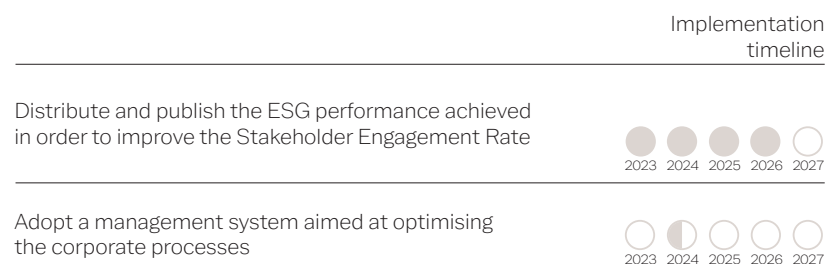 Implementation
timeline
Distribute and publish the ESG performance achieved
in order to improve the Stakeholder Engagement Rate
2023 2024 2025 2026 2027
Adopt a management system aimed at optimising
the corporate processes
2023 2024 2025 2026 2027